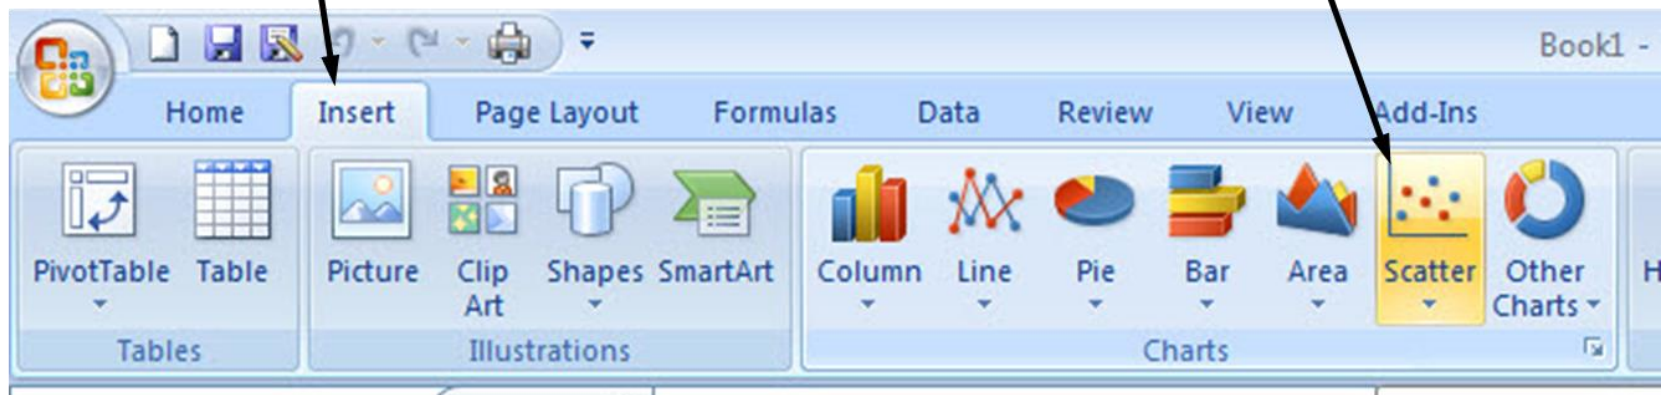 Book1 -
Home Insert Page Layout Formulas Data Review View Add-Ins
PivotTable Table Picture Clip Shapes SmartArt Column Line Pie Bar Area Scatter Other H
Art Charts
Tables Illustrations Charts